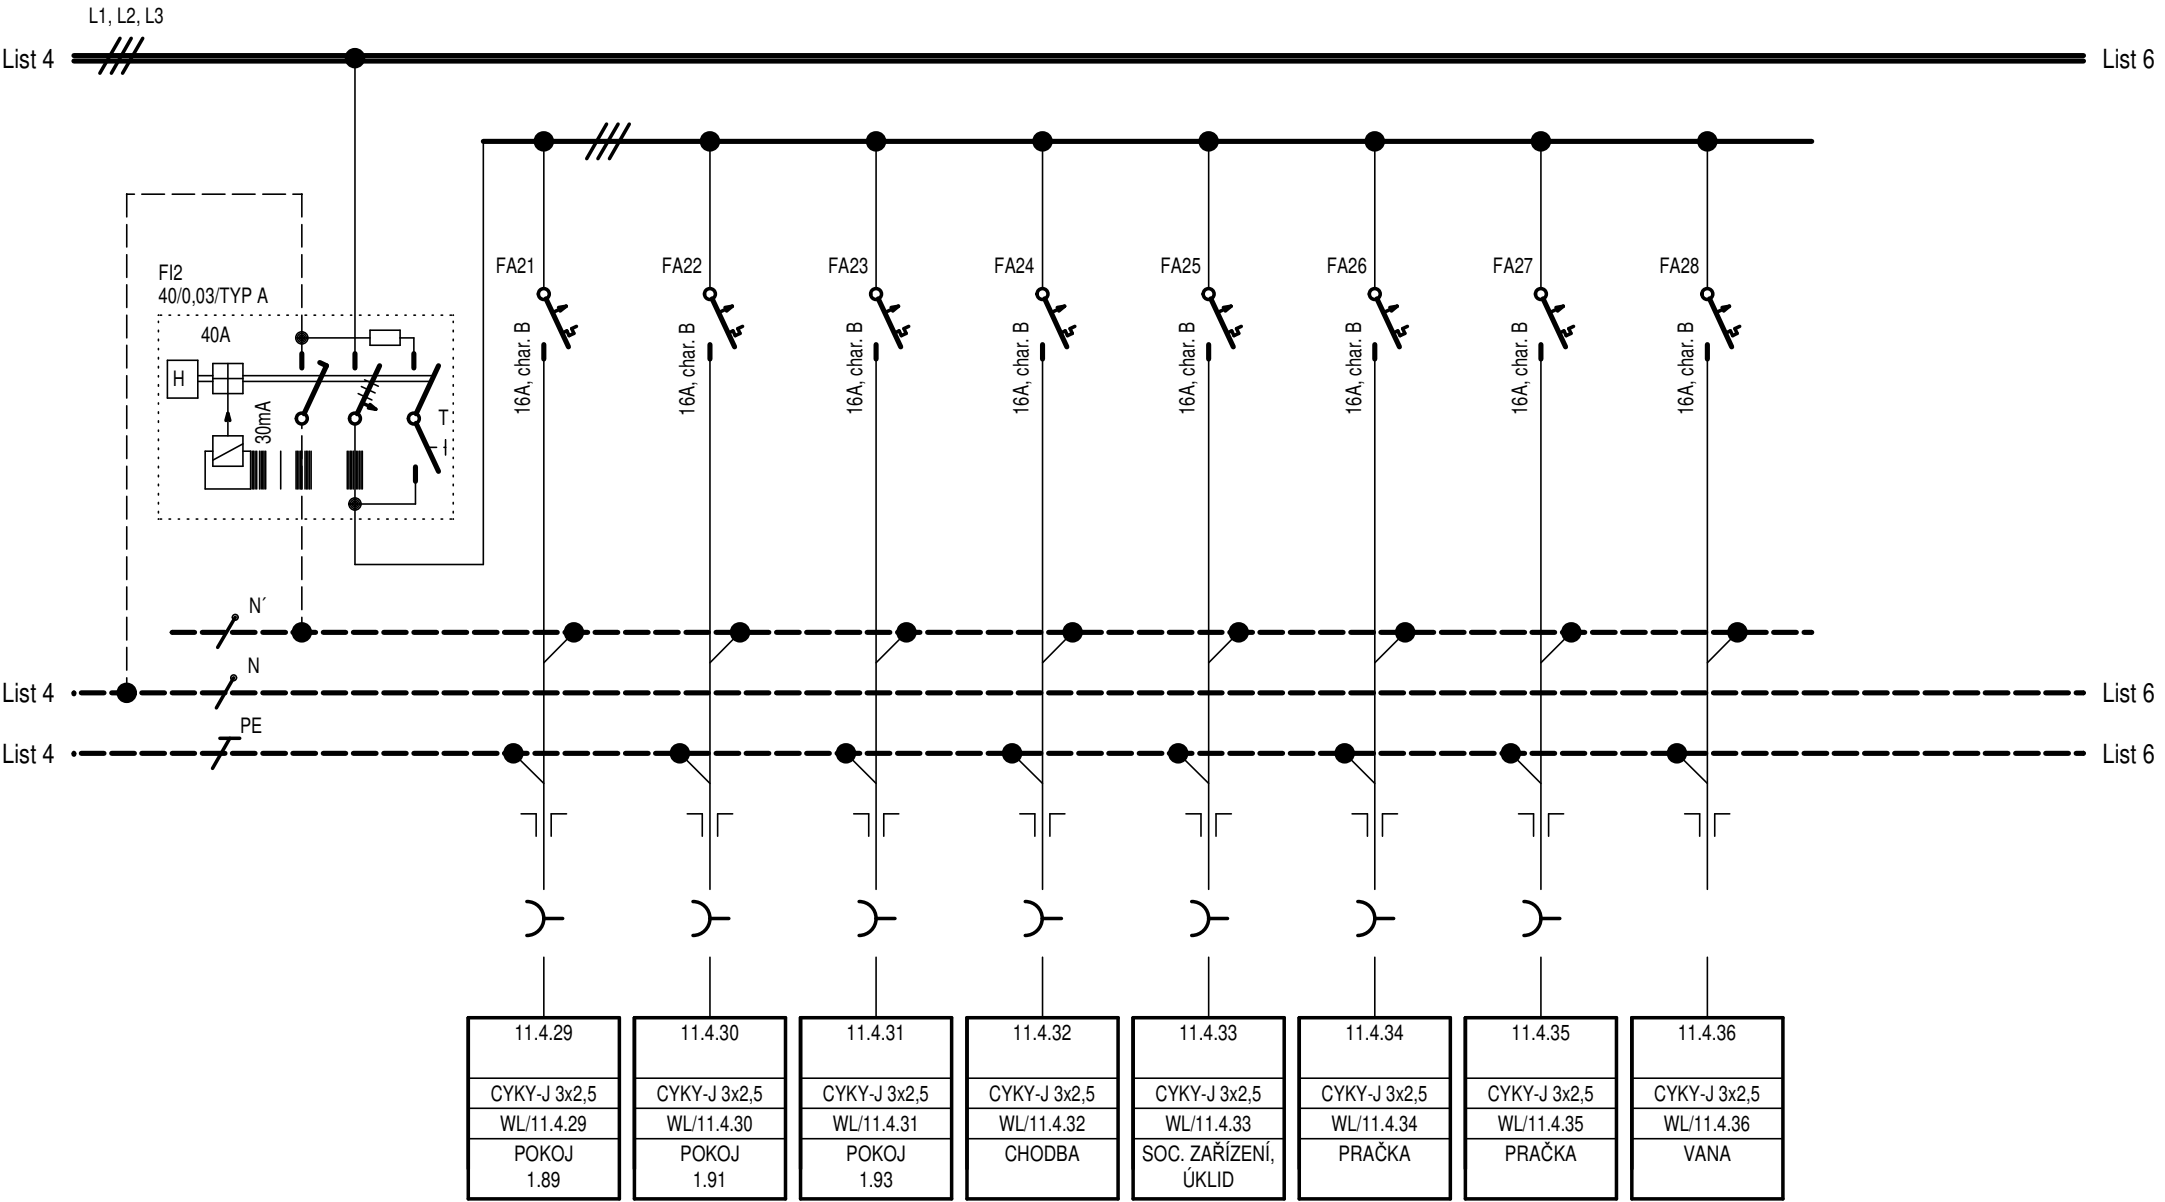 L1, L2, L3
List 4
List 6
FI2
40/0,03/TYP A
40A
H
30mA
T
FA21
16A, char. B
FA22
16A, char. B
FA23
16A, char. B
FA24
16A, char. B
FA25
16A, char. B
FA26
16A, char. B
FA27
16A, char. B
FA28
16A, char. B
N´
N
List 4
List 6
PE
List 4
List 6
11.4.29
CYKY-J 3x2,5
WL/11.4.29
POKOJ
1.89
11.4.30
CYKY-J 3x2,5
WL/11.4.30
POKOJ
1.91
11.4.31
CYKY-J 3x2,5
WL/11.4.31
POKOJ
1.93
11.4.32
CYKY-J 3x2,5
WL/11.4.32
CHODBA
11.4.33
CYKY-J 3x2,5
WL/11.4.33
SOC. ZAŘÍZENÍ,
ÚKLID
11.4.34
CYKY-J 3x2,5
WL/11.4.34
PRAČKA
11.4.35
CYKY-J 3x2,5
WL/11.4.35
PRAČKA
11.4.36
CYKY-J 3x2,5
WL/11.4.36
VANA